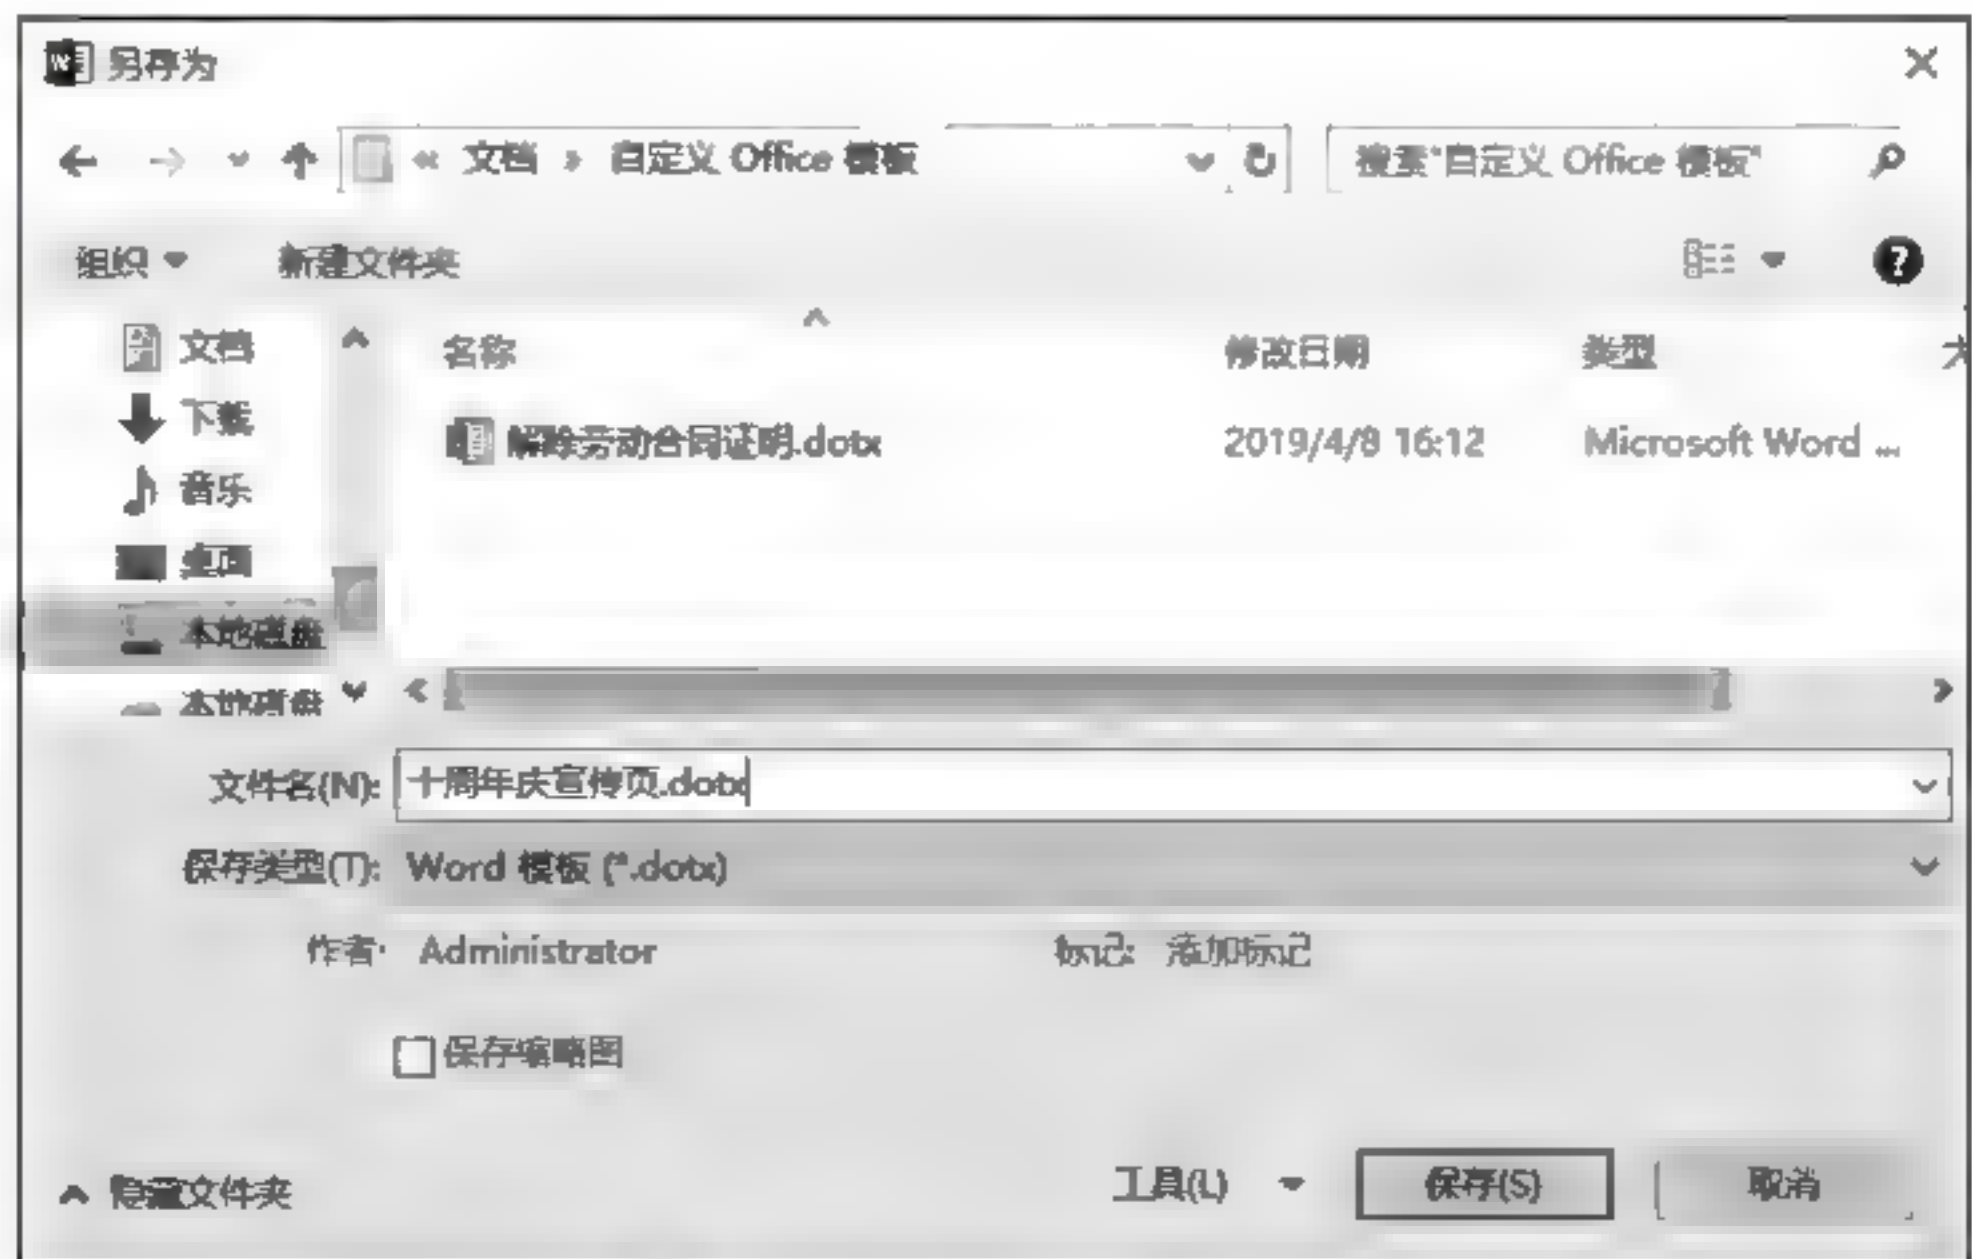 另存为
« 文档 › 自定义 Office 模板
搜索"自定义 Office 模板"
组织 新建文件夹
文档
下载
音乐
桌面
本地磁盘
本地磁盘
名称 修改日期 类型 大
解除劳动合同证明.dotx 2019/4/8 16:12 Microsoft Word ...
文件名(N): 十周年庆宣传页.dotx
保存类型(T): Word 模板 (*.dotx)
作者: Administrator 标记: 添加标记
保存缩略图
隐藏文件夹 工具(L) 保存(S) 取消